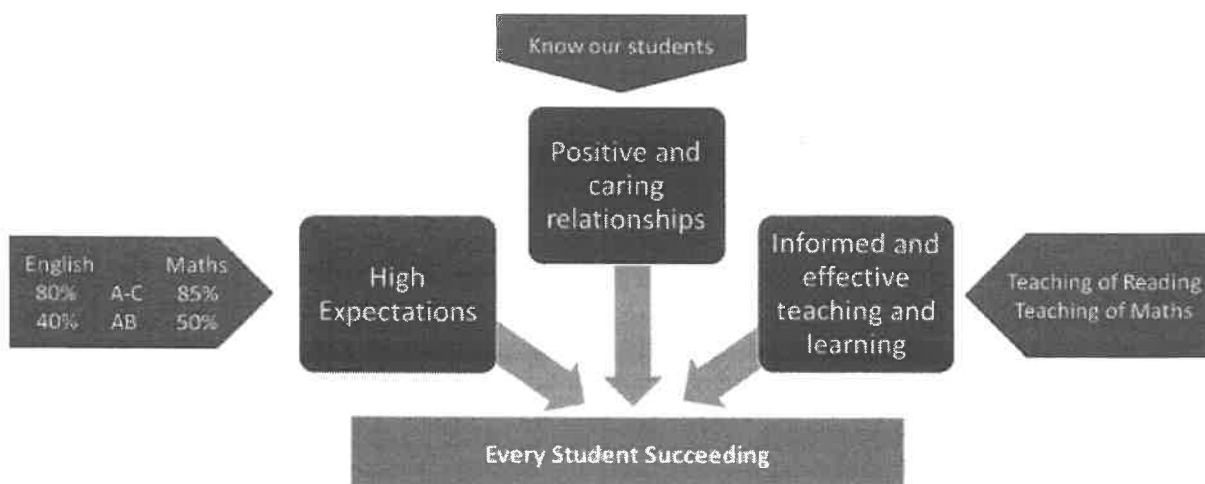 Know our students
Positive and
caring
relationships
English Maths
80% A-C 85%
40% AB 50%
High
Expectations
Informed and
effective
teaching and
learning
Teaching of Reading
Teaching of Maths
Every Student Succeeding